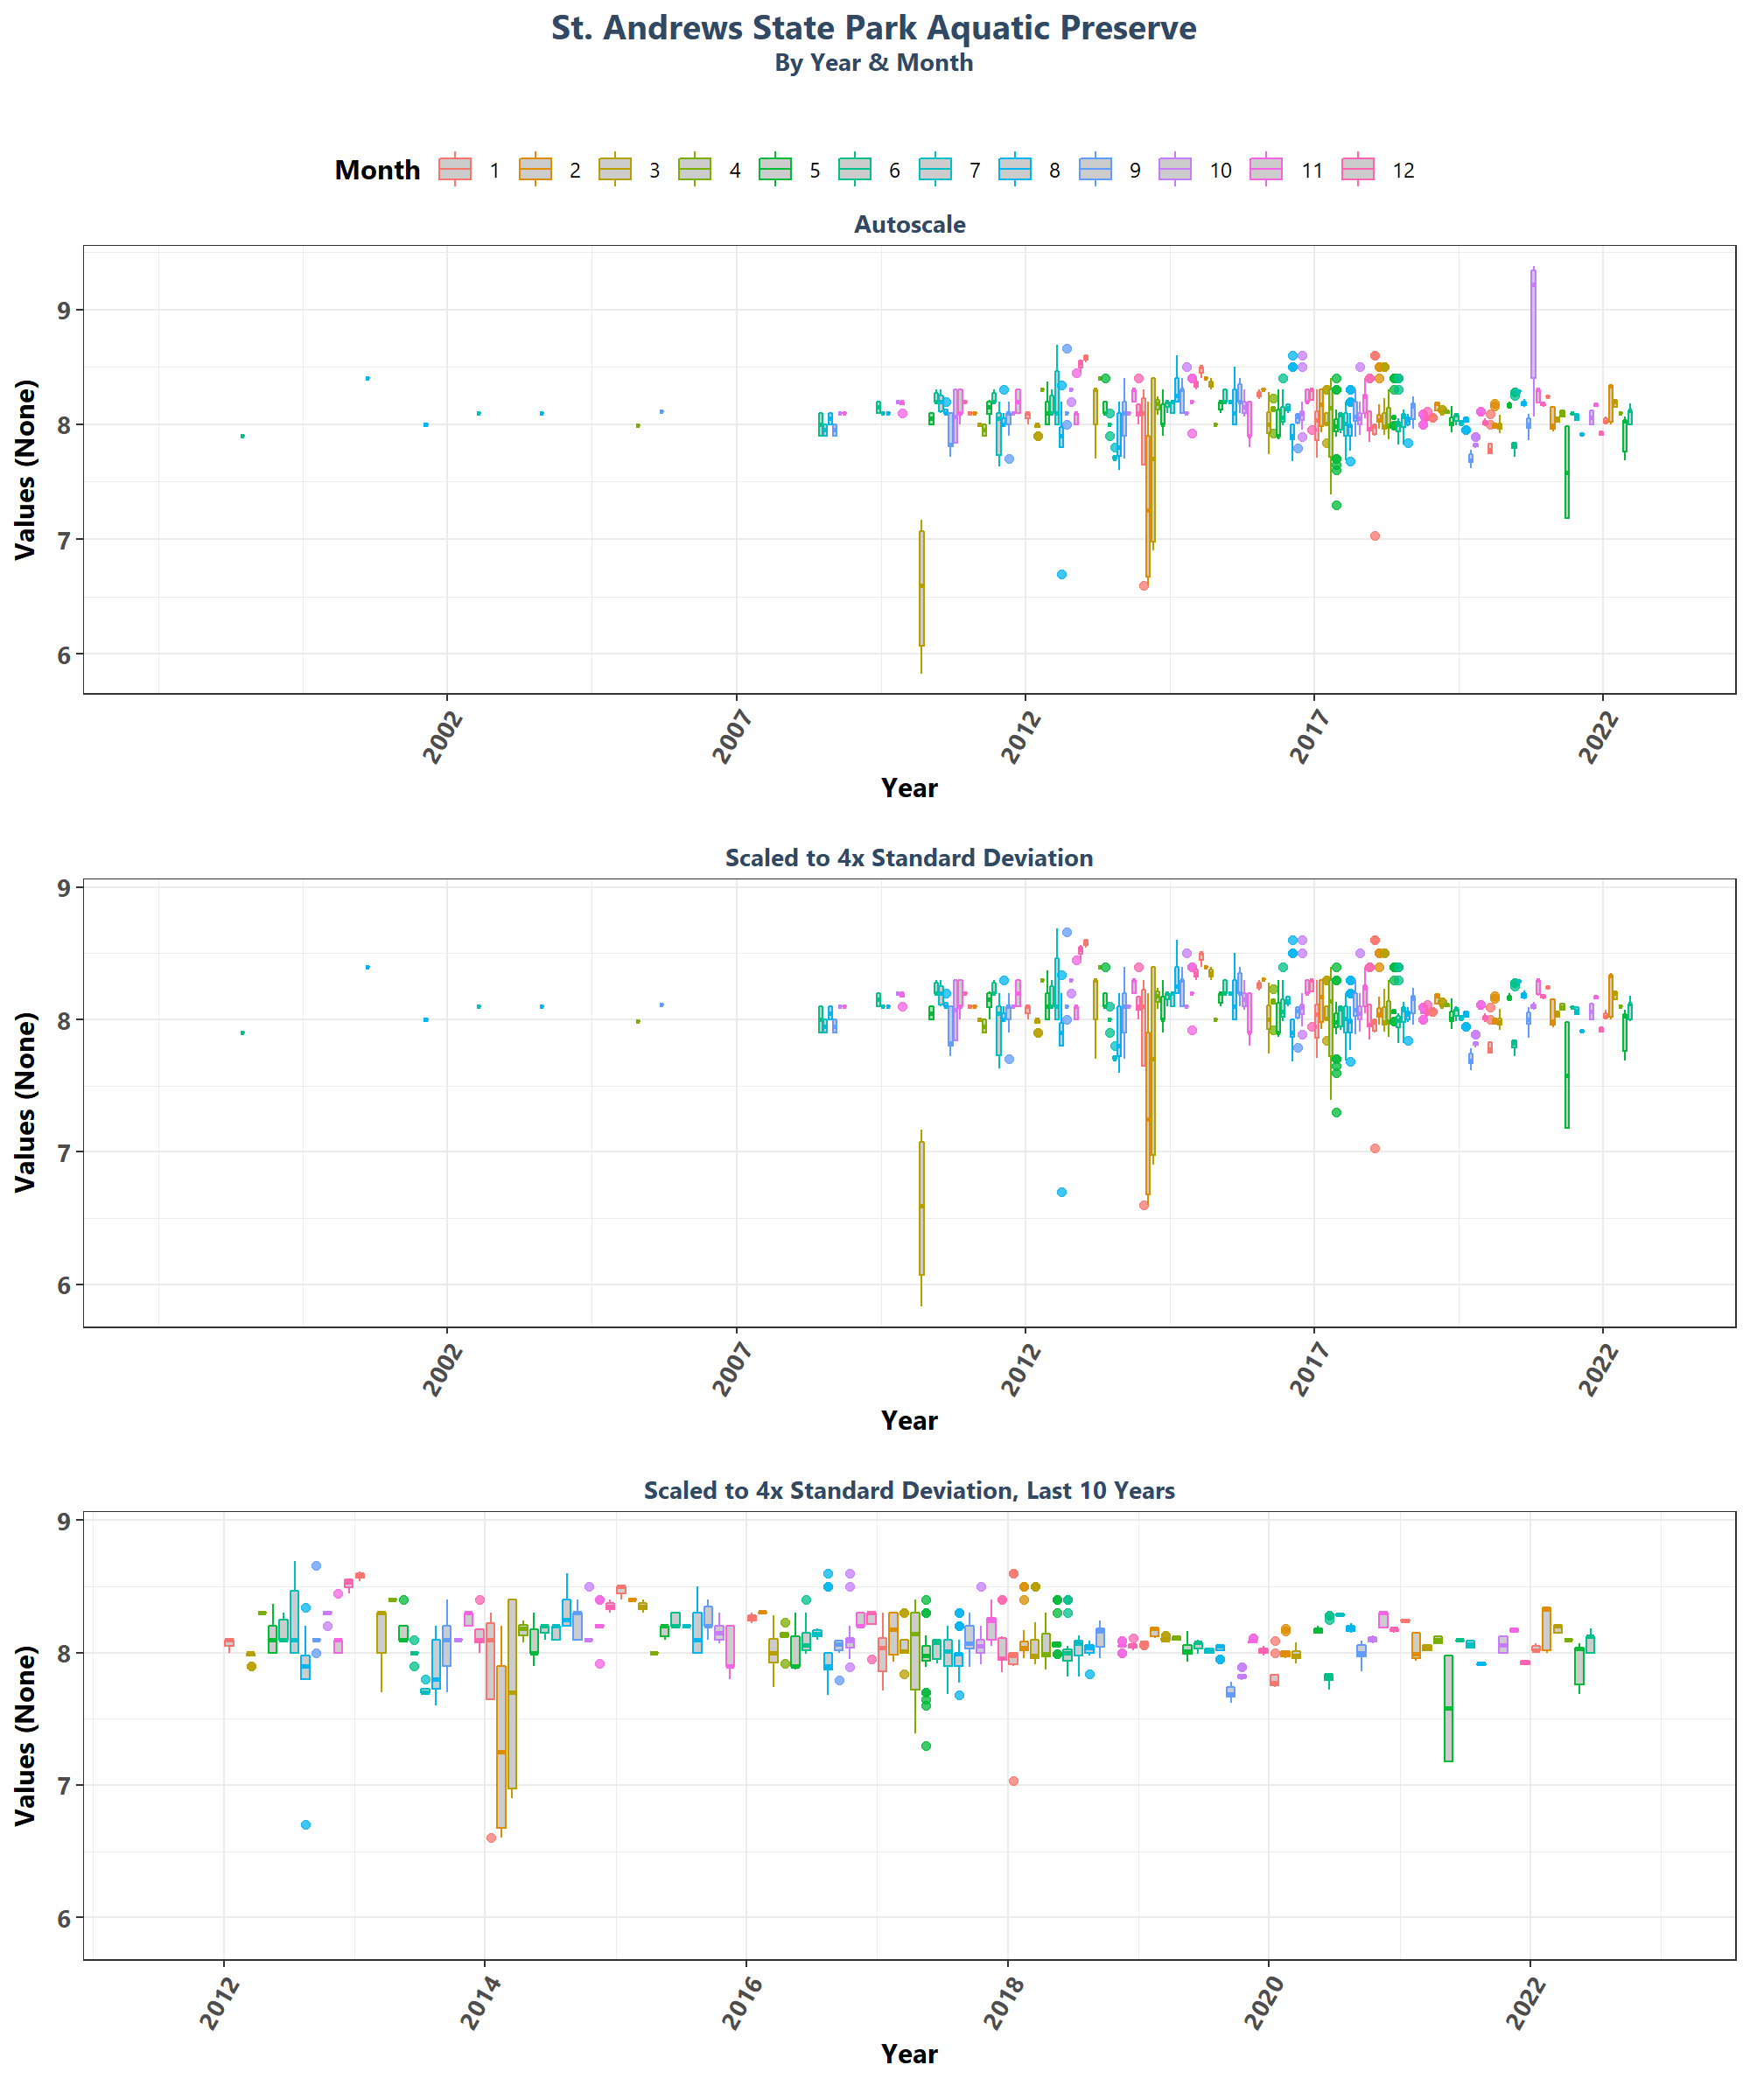 St. Andrews State Park Aquatic Preserve
By Year & Month
Month 1 2 3 4 5 6 7 8 9 10 11 12
Autoscale
Values (None)
9
8
7
6
2002 2007 2012 2017 2022
Year
Scaled to 4x Standard Deviation
Values (None)
9
8
7
6
2002 2007 2012 2017 2022
Year
Scaled to 4x Standard Deviation, Last 10 Years
Values (None)
9
8
7
6
2012 2014 2016 2018 2020 2022
Year